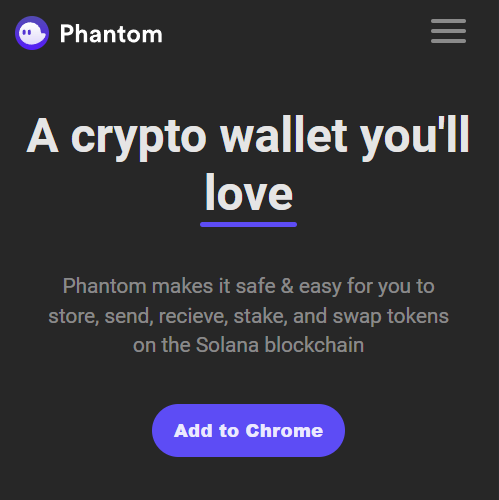 Phantom
A crypto wallet you'll
love
Phantom makes it safe & easy for you to
store, send, recieve, stake, and swap tokens
on the Solana blockchain
Add to Chrome